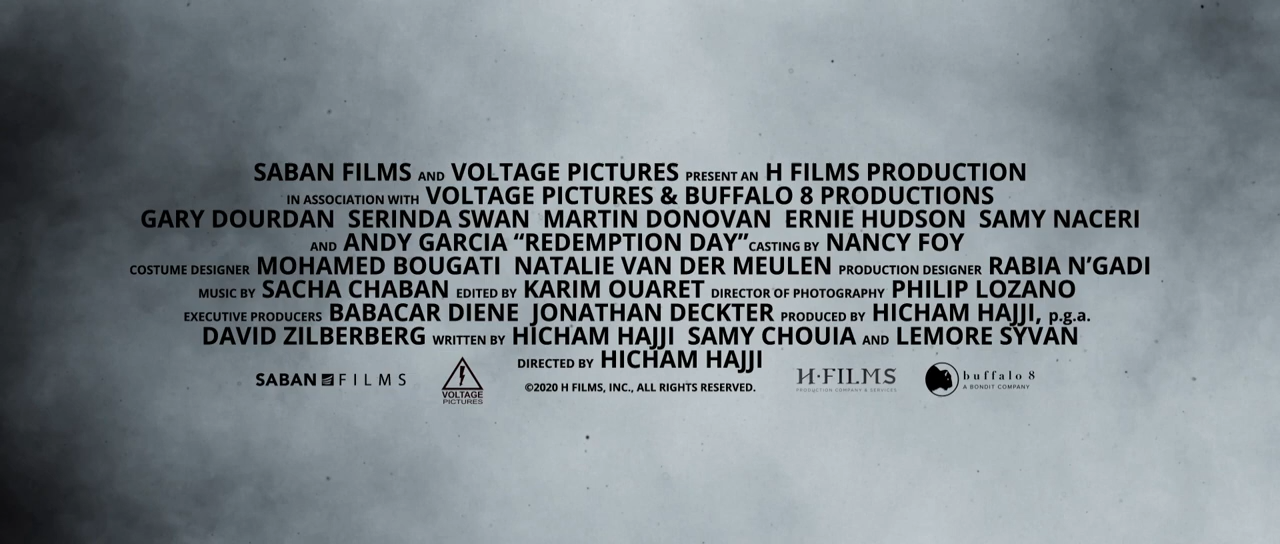 SABAN FILMS AND VOLTAGE PICTURES PRESENT AN H FILMS PRODUCTION
IN ASSOCIATION WITH VOLTAGE PICTURES & BUFFALO 8 PRODUCTIONS
GARY DOURDAN SERINDA SWAN MARTIN DONOVAN ERNIE HUDSON SAMY NACERI
AND ANDY GARCIA “REDEMPTION DAY”CASTING BY NANCY FOY
COSTUME DESIGNER MOHAMED BOUGATI NATALIE VAN DER MEULEN PRODUCTION DESIGNER RABIA N’GADI
MUSIC BY SACHA CHABAN EDITED BY KARIM OUARET DIRECTOR OF PHOTOGRAPHY PHILIP LOZANO
EXECUTIVE PRODUCERS BABACAR DIENE JONATHAN DECKTER PRODUCED BY HICHAM HAJJI, p.g.a.
DAVID ZILBERBERG WRITTEN BY HICHAM HAJJI SAMY CHOUIA AND LEMORE SYVAN
DIRECTED BY HICHAM HAJJI
SABAN FILMS
VOLTAGE
PICTURES
©2020 H FILMS, INC., ALL RIGHTS RESERVED.
H·FILMS
PRODUCTION COMPANY & SERVICES
buffalo 8
A BONDIT COMPANY